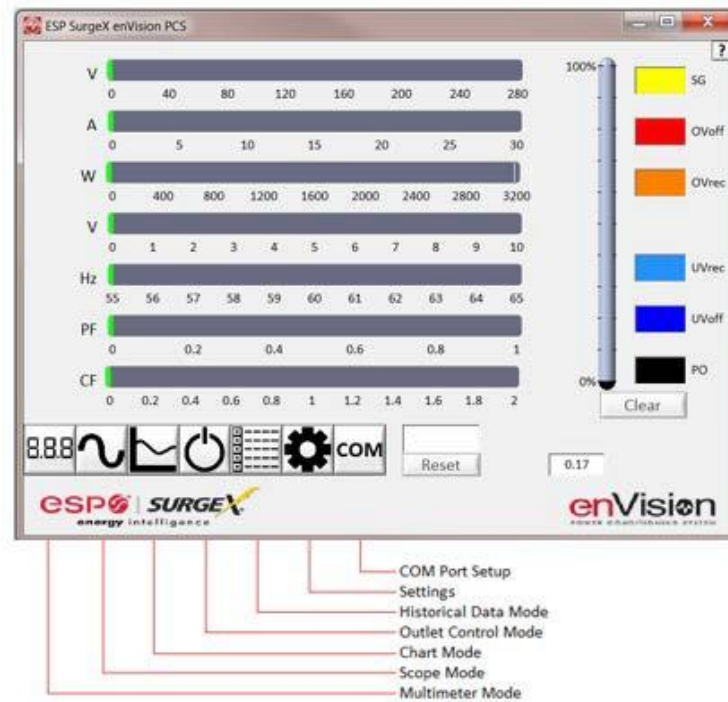 ESP SurgeX enVision PCS
?
V
0 40 80 120 160 200 240 280
A
0 5 10 15 20 25 30
W
0 400 800 1200 1600 2000 2400 2800 3200
V
0 1 2 3 4 5 6 7 8 9 10
Hz
55 56 57 58 59 60 61 62 63 64 65
PF
0 0.2 0.4 0.6 0.8 1
CF
0 0.2 0.4 0.6 0.8 1 1.2 1.4 1.6 1.8 2
100%
0%
SG
OVoff
OVrec
UVrec
UVoff
PO
Clear
8.8.8
COM
Reset
0.17
esp SURGEX
energy intelligence
enVision
POWER CONDITIONING SYSTEM
COM Port Setup
Settings
Historical Data Mode
Outlet Control Mode
Chart Mode
Scope Mode
Multimeter Mode